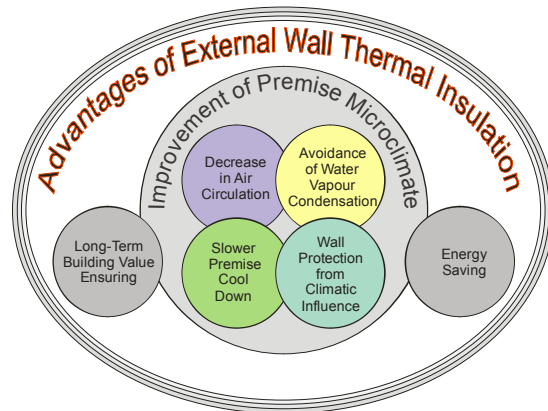 Advantages of External Wall Thermal Insulation
Improvement of Premise Microclimate
Decrease
in Air
Circulation
Avoidance
of Water
Vapour
Condensation
Long-Term
Building Value
Ensuring
Slower
Premise
Cool
Down
Wall
Protection
from
Climatic
Influence
Energy
Saving